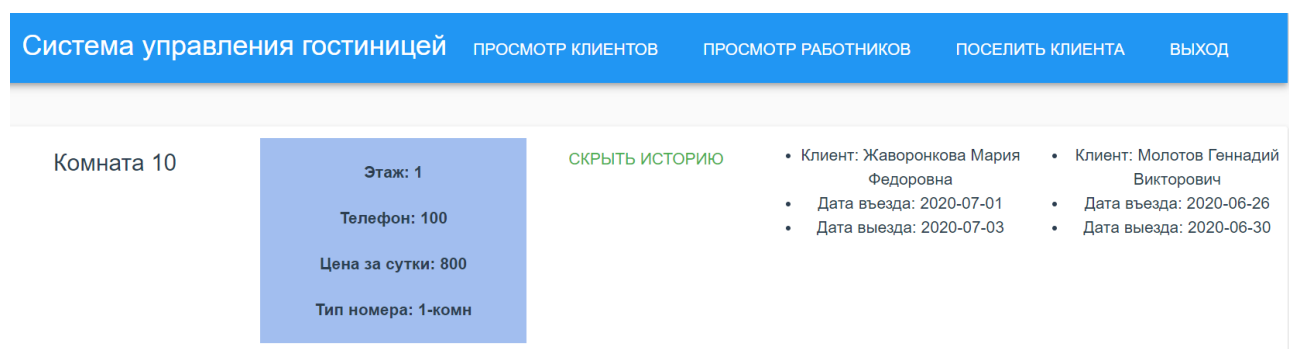 Система управления гостиницей ПРОСМОТР КЛИЕНТОВ ПРОСМОТР РАБОТНИКОВ ПОСЕЛИТЬ КЛИЕНТА ВЫХОД
Комната 10
Этаж: 1
Телефон: 100
Цена за сутки: 800
Тип номера: 1-комн
СКРЫТЬ ИСТОРИЮ
• Клиент: Жаворонкова Мария
Федоровна
• Дата въезда: 2020-07-01
• Дата выезда: 2020-07-03
• Клиент: Молотов Геннадий
Викторович
• Дата въезда: 2020-06-26
• Дата выезда: 2020-06-30